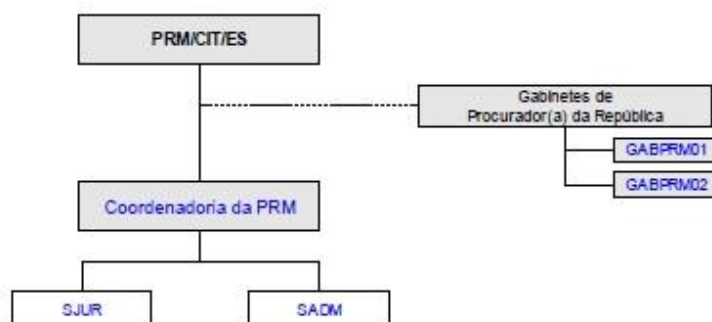 PRM/CIT/ES
Gabinetes de
Procurador(a) da República
GABPRM01
GABPRM02
Coordenadoria da PRM
SJUR
SADM